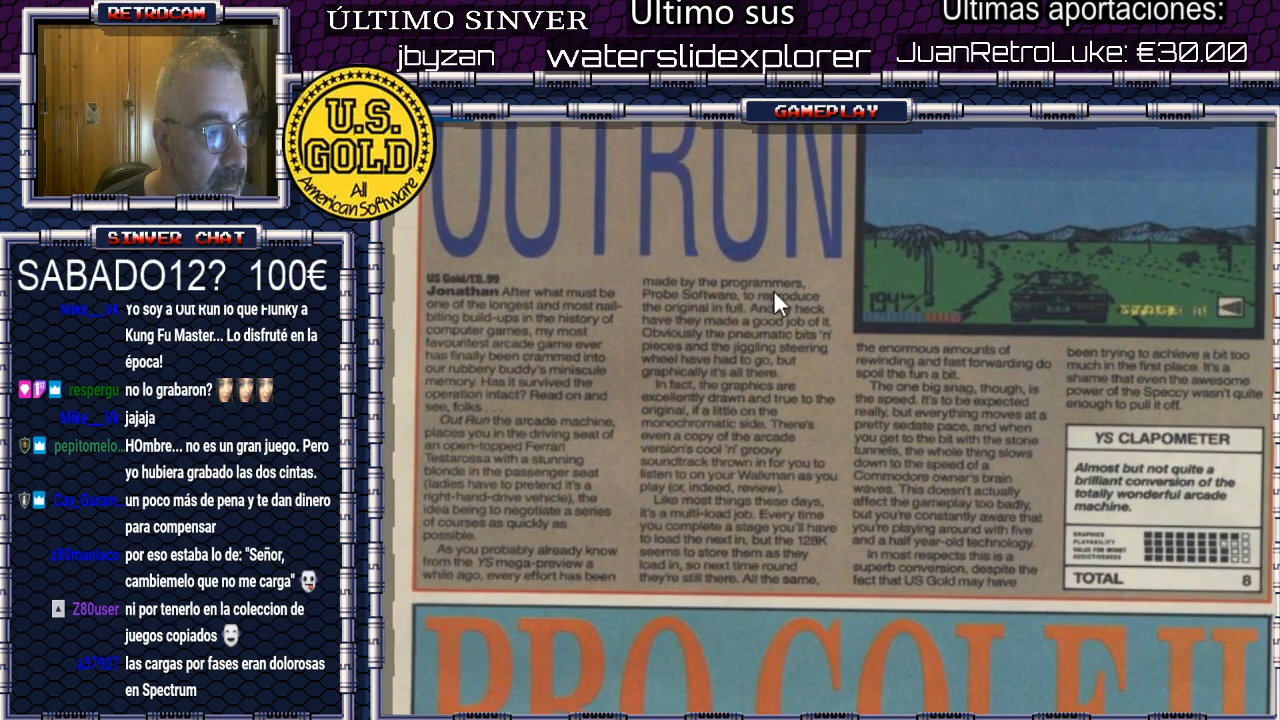 RETROCAM
ÚLTIMO SINVER
jbyzan
Último sus
waterslidexplorer
Últimas aportaciones:
JuanRetroLuke: €30.00
U.S.
GOLD
All
American Software
GAMEPLAY
SINVER CHAT
SABADO12? 100€
Mike__Vk Yo soy a Out Run lo que Flunky a
Kung Fu Master... Lo disfruté en la
época!
respergu no lo grabaron?
Mike__Vk jajaja
pepitomelo... HOmbre... no es un gran juego. Pero
yo hubiera grabado las dos cintas.
un poco más de pena y te dan dinero
para compensar
z80maniaco por eso estaba lo de: "Señor,
cambiemelo que no me carga"
Z80user ni por tenerlo en la coleccion de
juegos copiados
a37907 las cargas por fases eran dolorosas
en Spectrum
OUTRUN
US Gold/£8.99
Jonathan After what must be
one of the longest and most nail-
biting build-ups in the history of
computer games, my most
favouritest arcade game ever
has finally been crammed into
our rubbery buddy's miniscule
memory. Has it survived the
operation intact? Read on and
see, folks . . .
Out Run the arcade machine,
places you in the driving seat of
an open-topped Ferrari
Testarossa with a stunning
blonde in the passenger seat
(ladies have to pretend it's a
right-hand-drive vehicle), the
idea being to negotiate a series
of courses as quickly as
possible.
As you probably already know
from the YS mega-preview a
while ago, every effort has been
made by the programmers,
Probe Software, to reproduce
the original in full. And by heck
have they made a good job of it.
Obviously the pneumatic bits 'n'
pieces and the jiggling steering
wheel have had to go, but
graphically it's all there.
In fact, the graphics are
excellently drawn and true to the
original, if a little on the
monochromatic side. There's
even a copy of the arcade
version's cool 'n' groovy
soundtrack thrown in for you to
listen to on your Walkman as you
play (or, indeed, review).
Like most things these days,
it's a multi-load job. Every time
you complete a stage you'll have
to load the next in, but the 128K
seems to store them as they
load in, so next time round
they're still there. All the same,
the enormous amounts of
rewinding and fast forwarding do
spoil the fun a bit.
The one big snag, though, is
the speed. It's to be expected
really, but everything moves at a
pretty sedate pace, and when
you get to the bit with the stone
tunnels, the whole thing slows
down to the speed of a
Commodore owner's brain
waves. This doesn't actually
affect the gameplay too badly,
but you're constantly aware that
you're playing around with five
and a half year-old technology.
In most respects this is a
superb conversion, despite the
fact that US Gold may have
been trying to achieve a bit too
much in the first place. It's a
shame that even the awesome
power of the Speccy wasn't quite
enough to pull it off.
YS CLAPOMETER
Almost but not quite a
brilliant conversion of the
totally wonderful arcade
machine.
GRAPHICS
PLAYABILITY
VALUE FOR MONEY
ADDICTIVENESS
TOTAL 8
PRO GOLF II